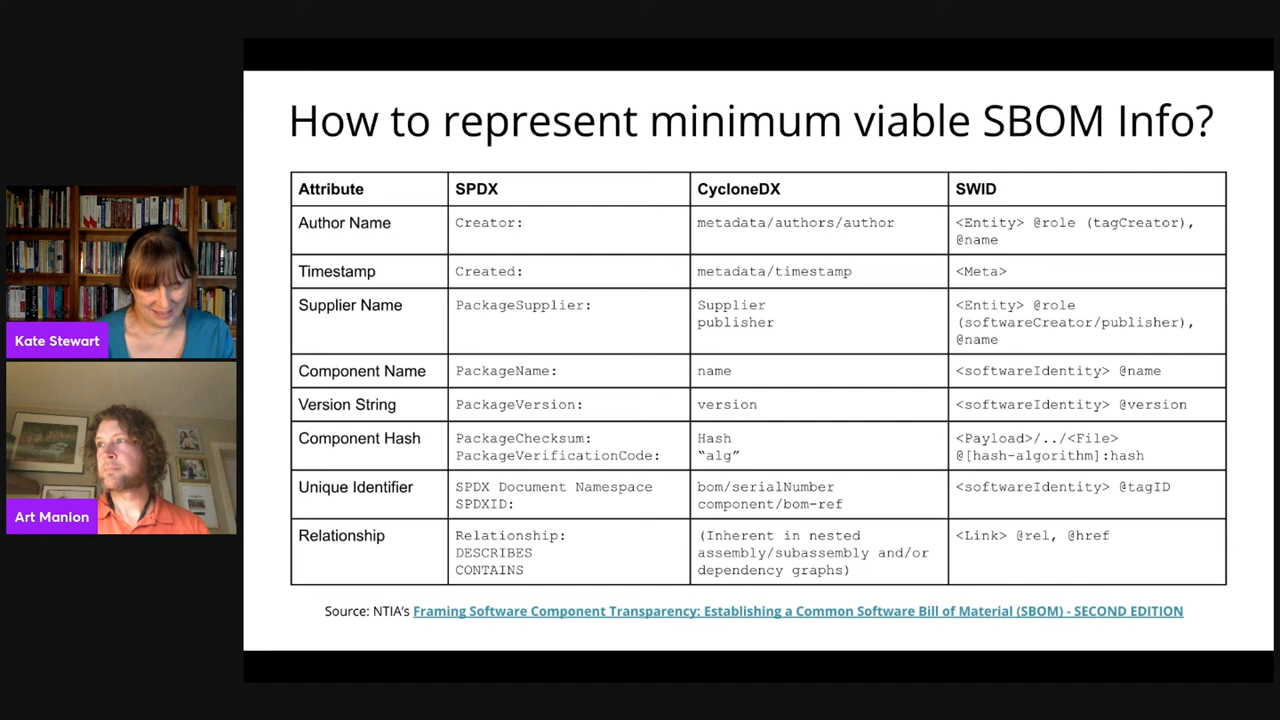 How to represent minimum viable SBOM Info?
Attribute
SPDX
CycloneDX
SWID
Author Name
Creator:
metadata/authors/author
<Entity> @role (tagCreator),
@name
Timestamp
Created:
metadata/timestamp
<Meta>
Supplier Name
PackageSupplier:
Supplier
publisher
<Entity> @role
(softwareCreator/publisher),
@name
Component Name
PackageName:
name
<softwareIdentity> @name
Version String
PackageVersion:
version
<softwareIdentity> @version
Component Hash
PackageChecksum:
PackageVerificationCode:
Hash
“alg”
<Payload>/../<File>
@[hash-algorithm]:hash
Unique Identifier
SPDX Document Namespace
SPDXID:
bom/serialNumber
component/bom-ref
<softwareIdentity> @tagID
Relationship
Relationship:
DESCRIBES
CONTAINS
(Inherent in nested
assembly/subassembly and/or
dependency graphs)
<Link> @rel, @href
Source: NTIA’s Framing Software Component Transparency: Establishing a Common Software Bill of Material (SBOM) - SECOND EDITION
Kate Stewart
Art Manion